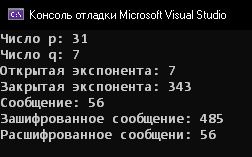 Консоль отладки Microsoft Visual Studio
Число p: 31
Число q: 7
Открытая экспонента: 7
Закрытая экспонента: 343
Сообщение: 56
Зашифрованное сообщение: 485
Расшифрованное сообщени: 56